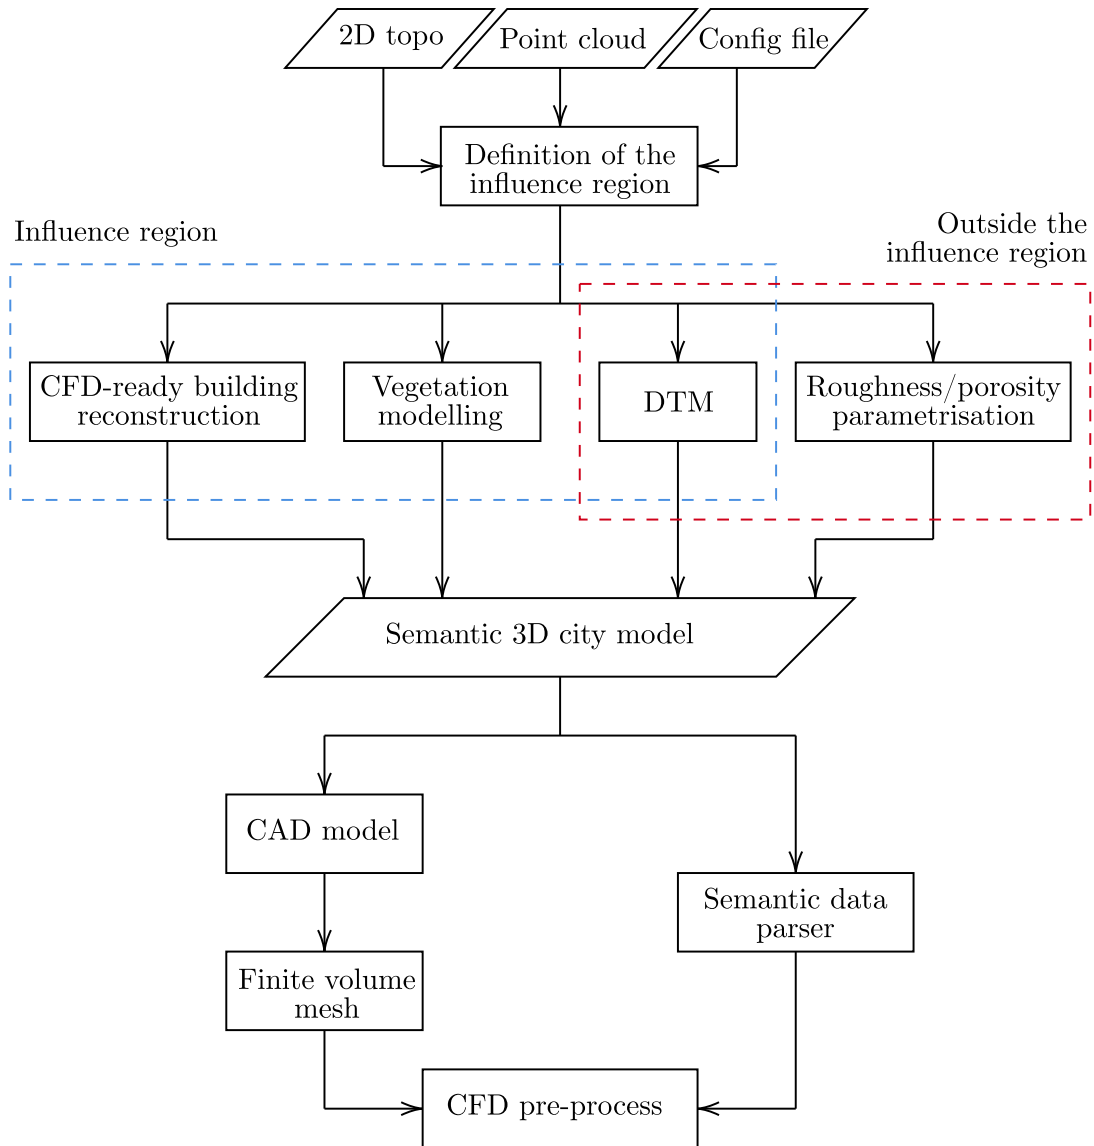 2D topo
Point cloud
Config file
Definition of the
influence region
Influence region
Outside the
influence region
CFD-ready building
reconstruction
Vegetation
modelling
DTM
Roughness/porosity
parametrisation
Semantic 3D city model
CAD model
Semantic data
parser
Finite volume
mesh
CFD pre-process